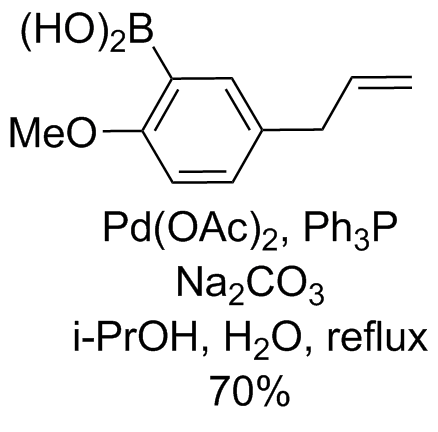 (HO)₂B
MeO
Pd(OAc)₂, Ph₃P
Na₂CO₃
i-PrOH, H₂O, reflux
70%